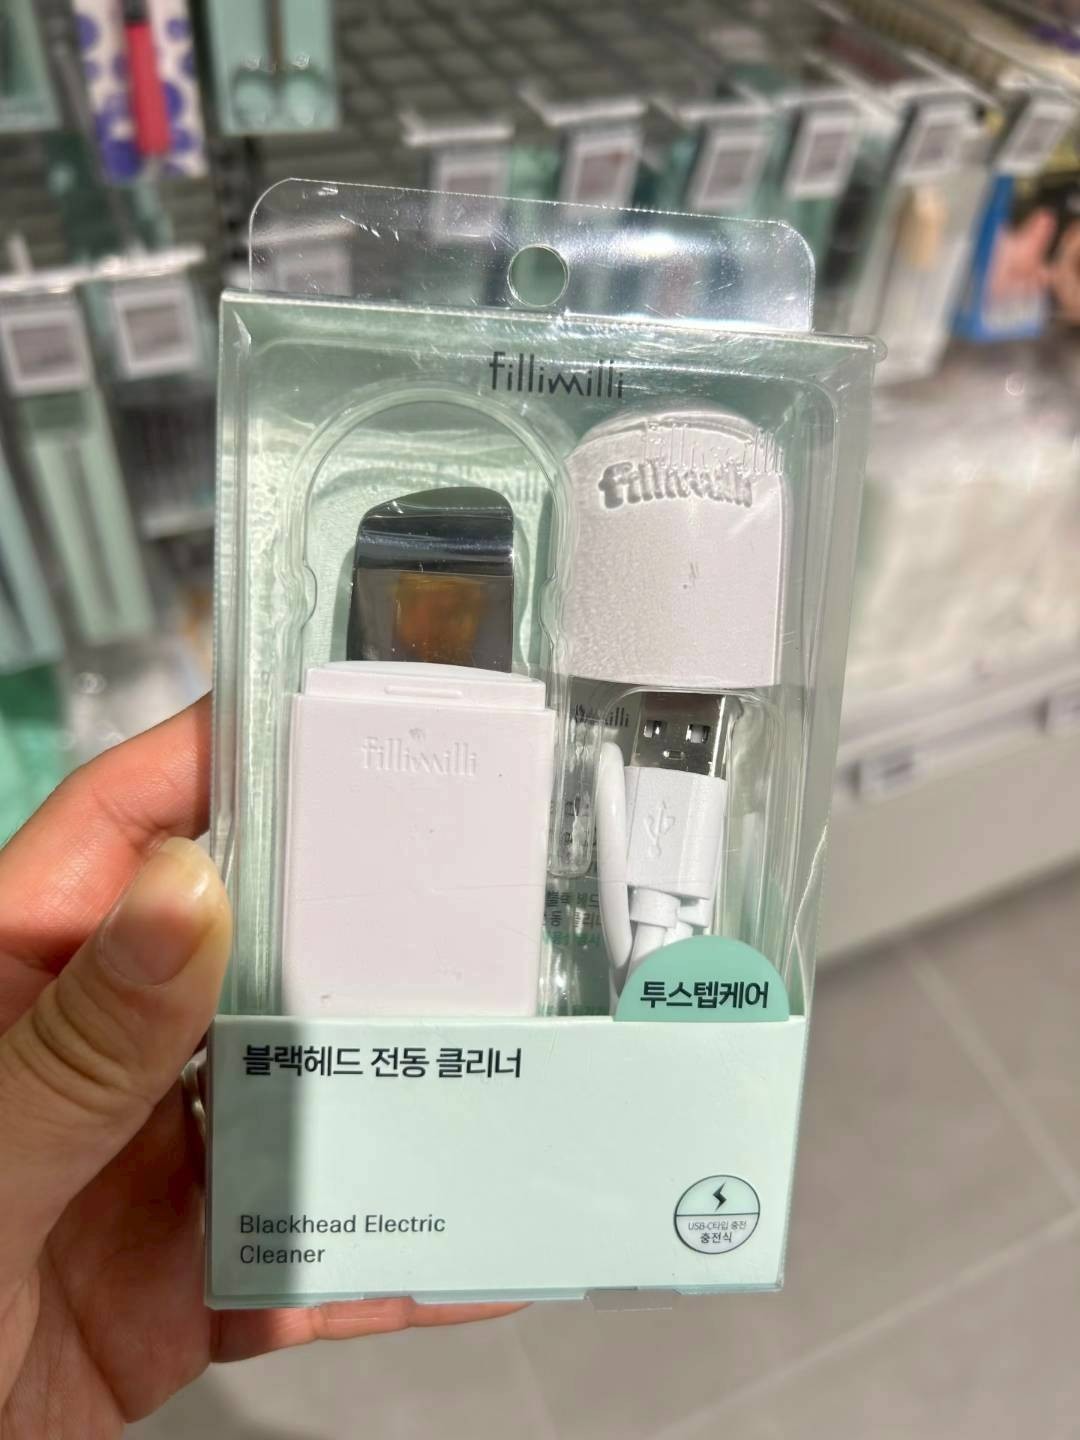 fillimilli
fillimilli
fillimilli
투스텝케어
블랙헤드 전동 클리너
Blackhead Electric
Cleaner
USB-C타입 충전
충전식